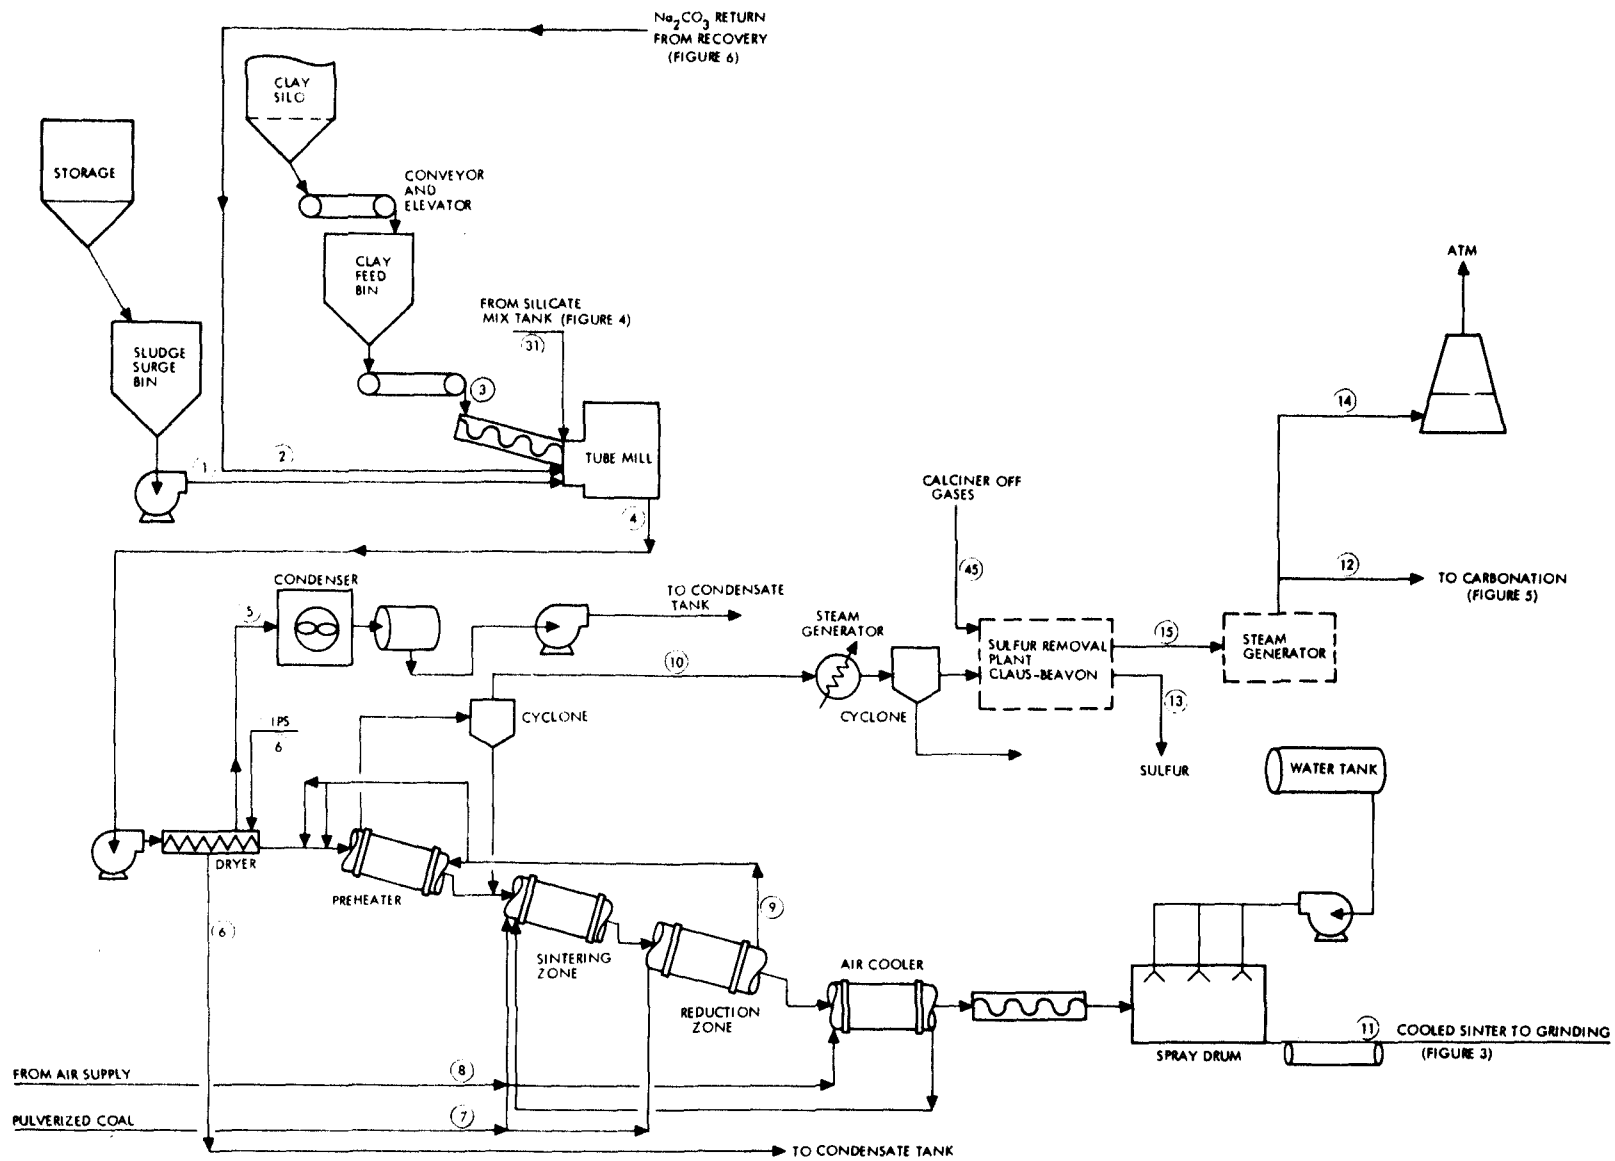 Na2CO3 RETURN
FROM RECOVERY
(FIGURE 6)
CLAY
SILO
STORAGE
CONVEYOR
AND
ELEVATOR
CLAY
FEED
BIN
ATM
FROM SILICATE
MIX TANK (FIGURE 4)
31
SLUDGE
SURGE
BIN
3
14
2
1
TUBE MILL
CALCINER OFF
GASES
4
45
12
TO CARBONATION
(FIGURE 5)
CONDENSER
5
TO CONDENSATE
TANK
STEAM
GENERATOR
SULFUR REMOVAL
PLANT
CLAUS-BEAVON
15
STEAM
GENERATOR
10
13
CYCLONE
CYCLONE
IPS
6
SULFUR
WATER TANK
DRYER
PREHEATER
9
6
SINTERING
ZONE
AIR COOLER
REDUCTION
ZONE
SPRAY DRUM
11
COOLED SINTER TO GRINDING
(FIGURE 3)
FROM AIR SUPPLY
8
PULVERIZED COAL
7
TO CONDENSATE TANK